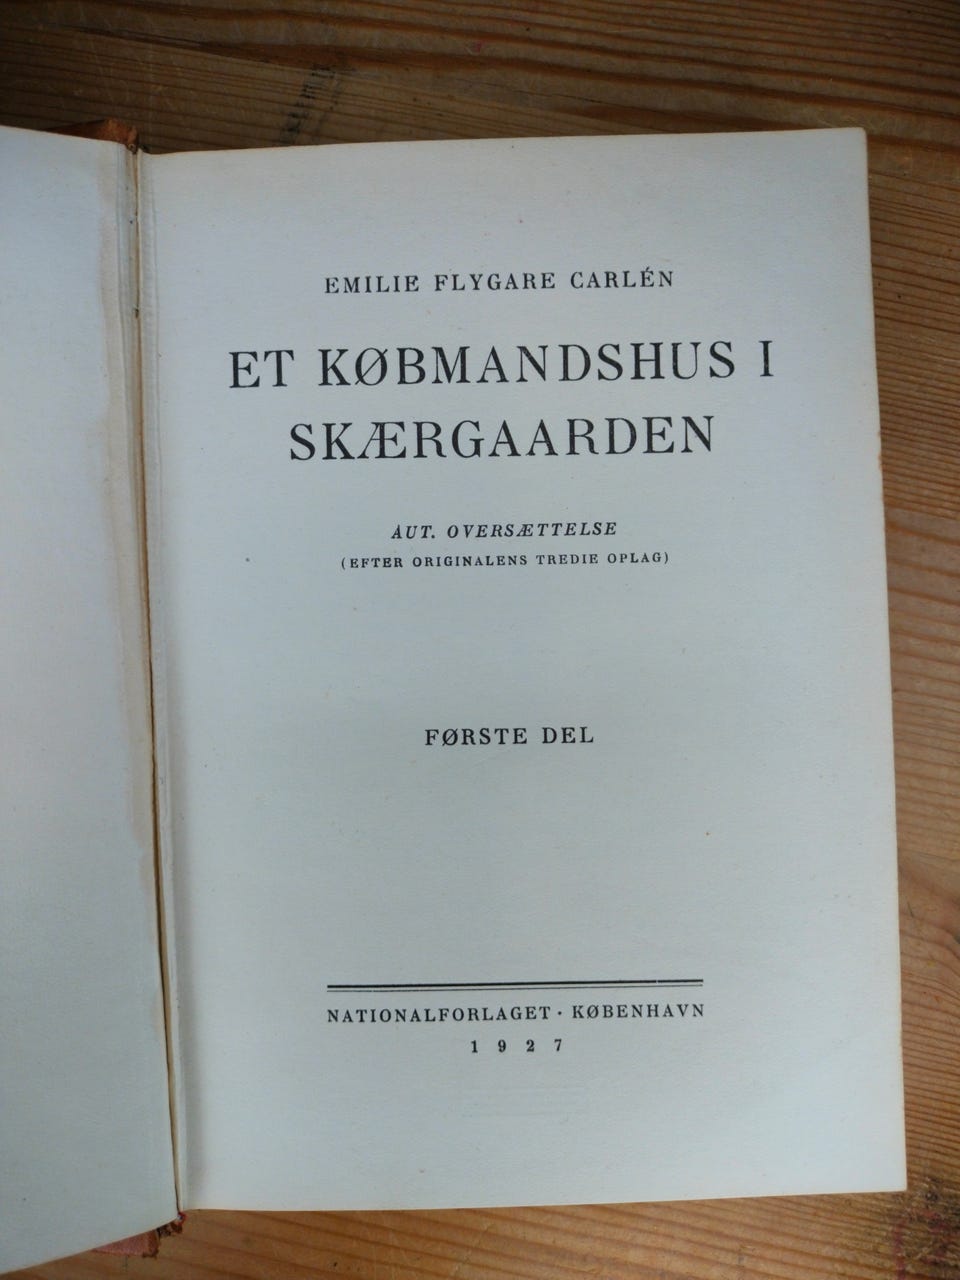 EMILIE FLYGARE CARLÉN
ET KØBMANDSHUS I
SKÆRGAARDEN
AUT. OVERSÆTTELSE
(EFTER ORIGINALENS TREDIE OPLAG)
FØRSTE DEL
NATIONALFORLAGET · KØBENHAVN
1927